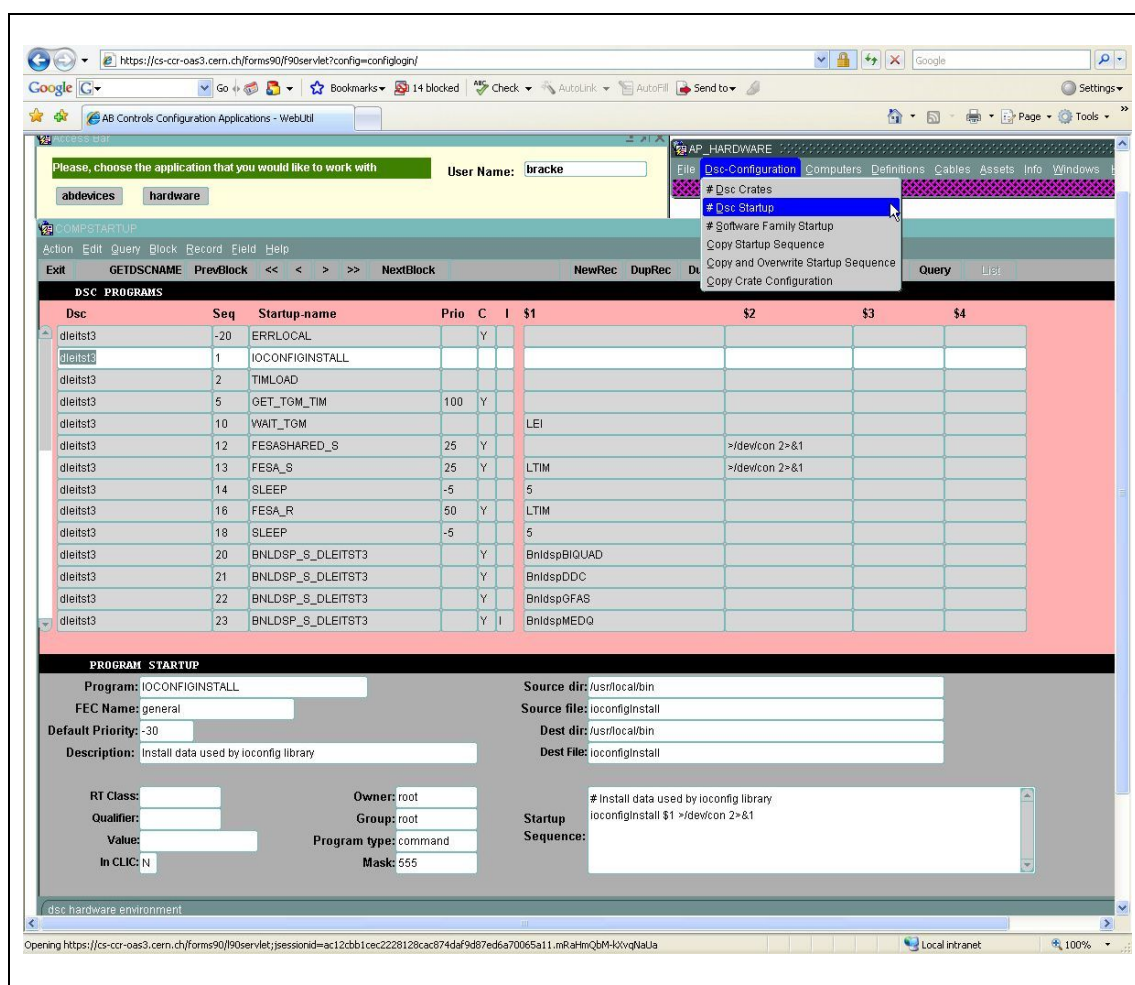 https://cs-ccr-oas3.cern.ch/forms90/f90servlet?config=configlogin/
Google
Google G Go Bookmarks 14 blocked Check AutoLink AutoFill Send to Settings
AB Controls Configuration Applications - WebUtil
Page Tools
Access Bar
Please, choose the application that you would like to work with
User Name: bracke
abdevices hardware
AP_HARDWARE
File Dsc-Configuration Computers Definitions Cables Assets Info Windows
# Dsc Crates
# Dsc Startup
# Software Family Startup
Copy Startup Sequence
Copy and Overwrite Startup Sequence
Copy Crate Configuration
COMPSTARTUP
Action Edit Query Block Record Field Help
Exit GETDSCNAME PrevBlock << < > >> NextBlock NewRec DupRec Query List
DSC PROGRAMS
Dsc Seq Startup-name Prio C I $1 $2 $3 $4
dleitst3 -20 ERRLOCAL Y
dleitst3 1 IOCONFIGINSTALL
dleitst3 2 TIMLOAD
dleitst3 5 GET_TGM_TIM 100 Y
dleitst3 10 WAIT_TGM LEI
dleitst3 12 FESASHARED_S 25 Y >/dev/con 2>&1
dleitst3 13 FESA_S 25 Y LTIM >/dev/con 2>&1
dleitst3 14 SLEEP -5 5
dleitst3 16 FESA_R 50 Y LTIM
dleitst3 18 SLEEP -5 5
dleitst3 20 BNLDSP_S_DLEITST3 Y BnldspBIQUAD
dleitst3 21 BNLDSP_S_DLEITST3 Y BnldspDDC
dleitst3 22 BNLDSP_S_DLEITST3 Y BnldspGFAS
dleitst3 23 BNLDSP_S_DLEITST3 Y I BnldspMEDQ
PROGRAM STARTUP
Program: IOCONFIGINSTALL
Source dir: /usr/local/bin
FEC Name: general
Source file: ioconfigInstall
Default Priority: -30
Dest dir: /usr/local/bin
Description: Install data used by ioconfig library
Dest File: ioconfigInstall
RT Class:
Owner: root
# Install data used by ioconfig library
Qualifier:
Group: root
Startup Sequence:
ioconfigInstall $1 >/dev/con 2>&1
Value:
Program type: command
In CLIC: N
Mask: 555
dsc hardware environment
Opening https://cs-ccr-oas3.cern.ch/forms90/l90servlet;jsessionid=ac12cbb1cec2228128cac874daf9d87ed6a70065a11.mRaHmQbM-kXvqNaUa
Local intranet
100%